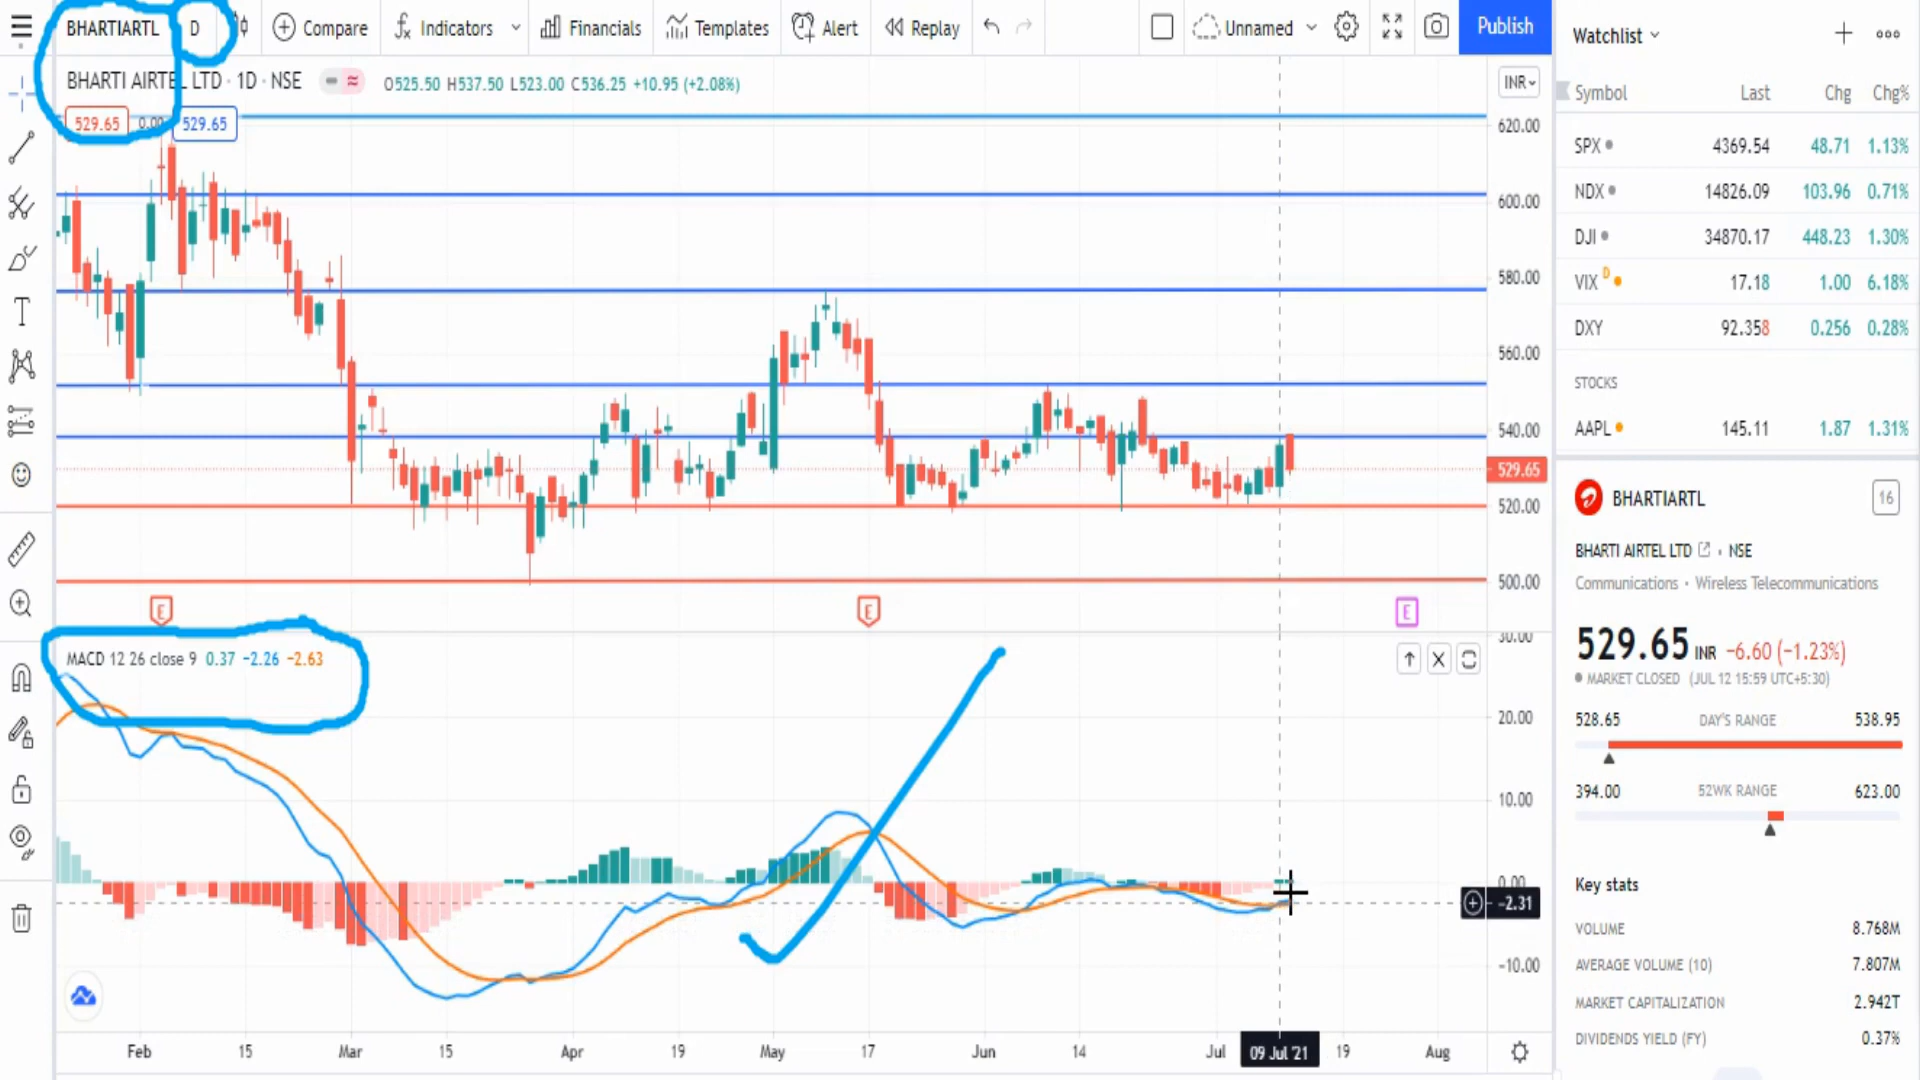 BHARTIARTL D Compare Indicators Financials Templates Alert Replay Unnamed Publish
BHARTI AIRTEL LTD · 1D · NSE O525.50 H537.50 L523.00 C536.25 +10.95 (+2.08%) INR
529.65 0.00 529.65
620.00
600.00
580.00
560.00
540.00
529.65
520.00
500.00
E E E
30.00
MACD 12 26 close 9 0.37 −2.26 −2.63
20.00
10.00
0.00
−2.31
−10.00
Feb 15 Mar 15 Apr 19 May 17 Jun 14 Jul 09 Jul '21 19 Aug
Watchlist
Symbol Last Chg Chg%
SPX 4369.54 48.71 1.13%
NDX 14826.09 103.96 0.71%
DJI 34870.17 448.23 1.30%
VIX D 17.18 1.00 6.18%
DXY 92.358 0.256 0.28%
STOCKS
AAPL 145.11 1.87 1.31%
BHARTIARTL 16
BHARTI AIRTEL LTD · NSE
Communications · Wireless Telecommunications
529.65 INR −6.60 (−1.23%)
MARKET CLOSED (JUL 12 15:59 UTC+5:30)
528.65 DAY'S RANGE 538.95
394.00 52WK RANGE 623.00
Key stats
VOLUME 8.768M
AVERAGE VOLUME (10) 7.807M
MARKET CAPITALIZATION 2.942T
DIVIDENDS YIELD (FY) 0.37%